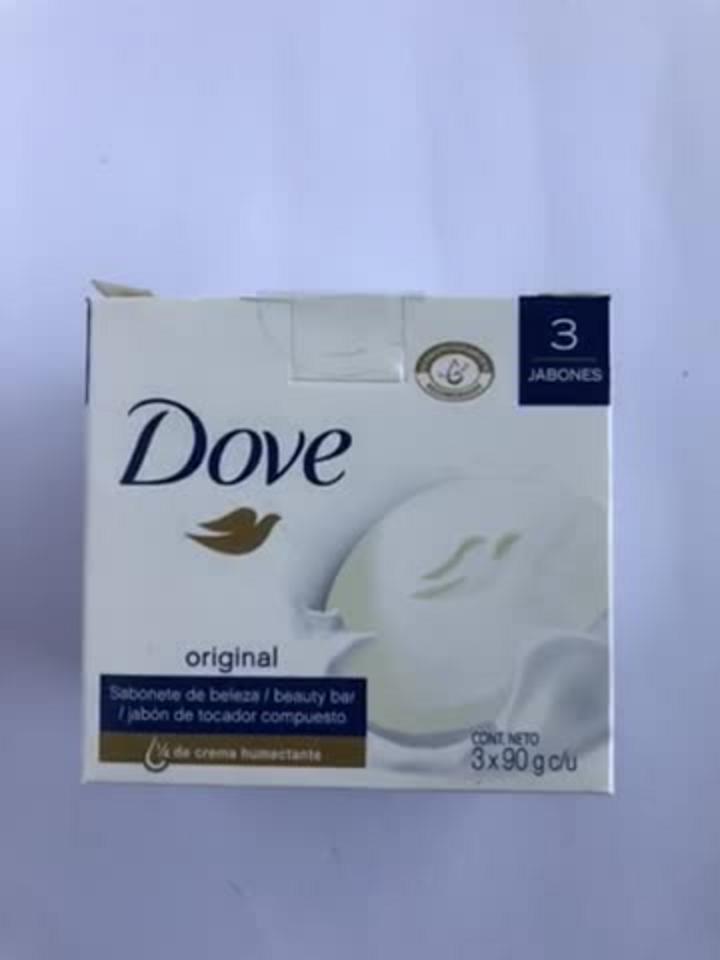 3
JABONES
Dove
original
Sabonete de beleza / beauty bar
/ jabón de tocador compuesto
¼ de crema humectante
CONT. NETO
3 x 90 g c/u